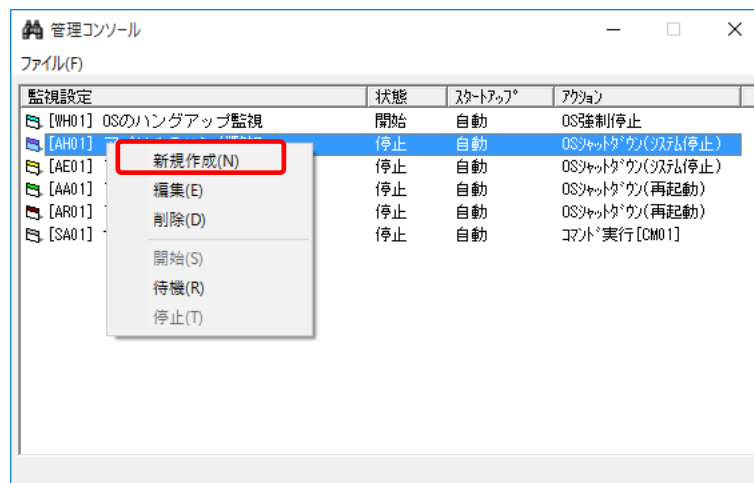 管理コンソール
ファイル(F)
監視設定 状態 ｽﾀｰﾄｱｯﾌﾟ ｱｸｼｮﾝ
[WH01] OSのハングアップ監視 開始 自動 OS強制停止
[AH01] 停止 自動 OSｼｬｯﾄﾀﾞｳﾝ(ｼｽﾃﾑ停止)
[AE01] 停止 自動 OSｼｬｯﾄﾀﾞｳﾝ(ｼｽﾃﾑ停止)
[AA01] 停止 自動 OSｼｬｯﾄﾀﾞｳﾝ(再起動)
[AR01] 停止 自動 OSｼｬｯﾄﾀﾞｳﾝ(再起動)
[SA01] 停止 自動 ｺﾏﾝﾄﾞ実行[CM01]
新規作成(N)
編集(E)
削除(D)
開始(S)
待機(R)
停止(T)